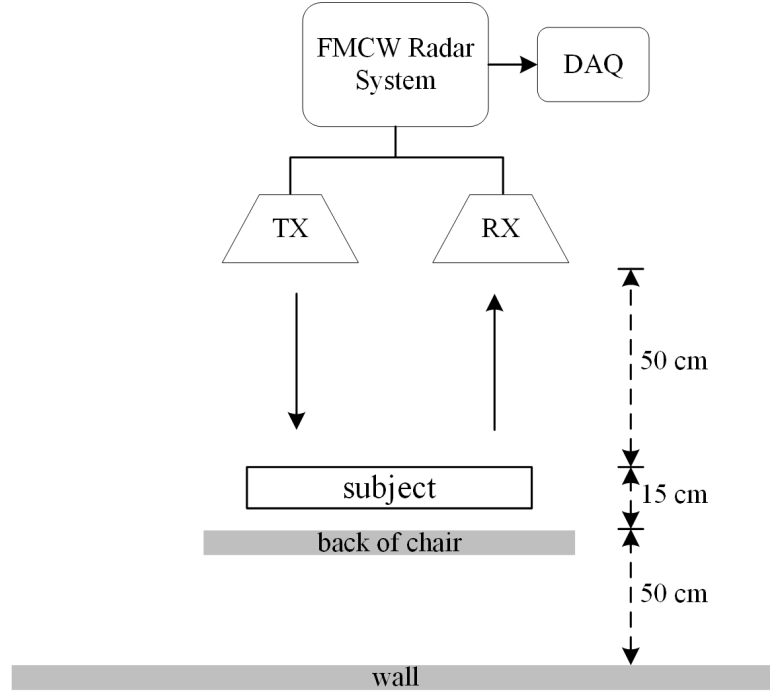 FMCW Radar
System
DAQ
TX
RX
50 cm
subject
15 cm
back of chair
50 cm
wall